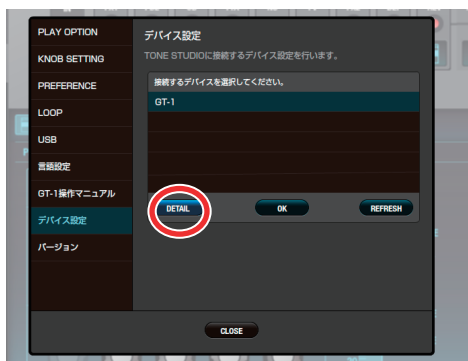 PLAY OPTION
KNOB SETTING
PREFERENCE
LOOP
USB
言語設定
GT-1操作マニュアル
デバイス設定
バージョン
デバイス設定
TONE STUDIOに接続するデバイス設定を行います。
接続するデバイスを選択してください。
GT-1
DETAIL
OK
REFRESH
CLOSE